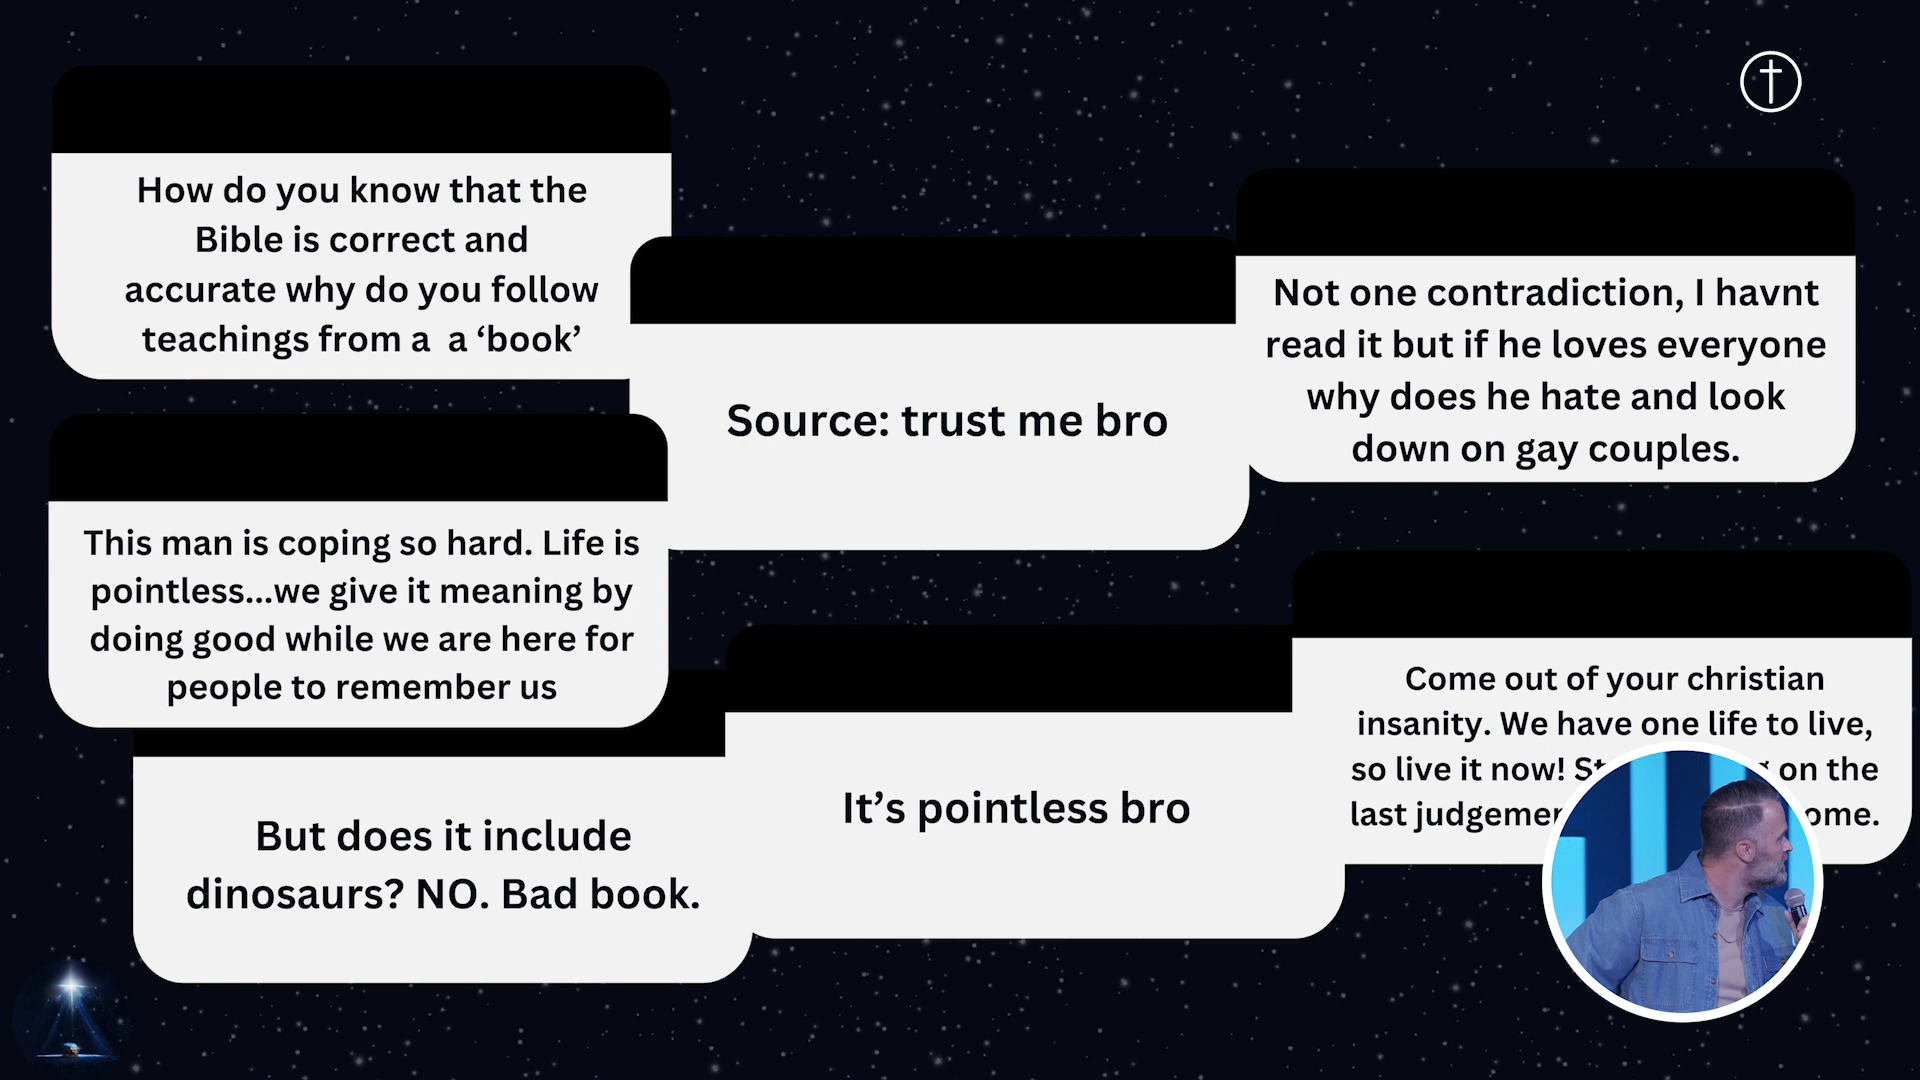 How do you know that the
Bible is correct and
accurate why do you follow
teachings from a  a ‘book’
Source: trust me bro
Not one contradiction, I havnt
read it but if he loves everyone
why does he hate and look
down on gay couples.
This man is coping so hard. Life is
pointless...we give it meaning by
doing good while we are here for
people to remember us
But does it include
dinosaurs? NO. Bad book.
It’s pointless bro
Come out of your christian
insanity. We have one life to live,
so live it now! on the
last